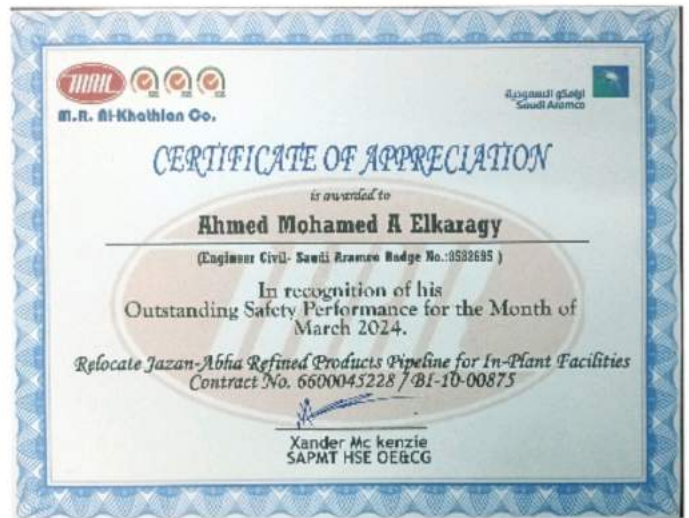 M.R. Al-Khathlan Co.
أرامكو السعودية
Saudi Aramco
CERTIFICATE OF APPRECIATION
is awarded to
Ahmed Mohamed A Elkaragy
(Engineer Civil- Saudi Aramco Badge No.:8582695 )
In recognition of his
Outstanding Safety Performance for the Month of
March 2024.
Relocate Jazan-Abha Refined Products Pipeline for In-Plant Facilities
Contract No. 6600045228 / BI-10-00875
Xander Mc kenzie
SAPMT HSE OE&CG